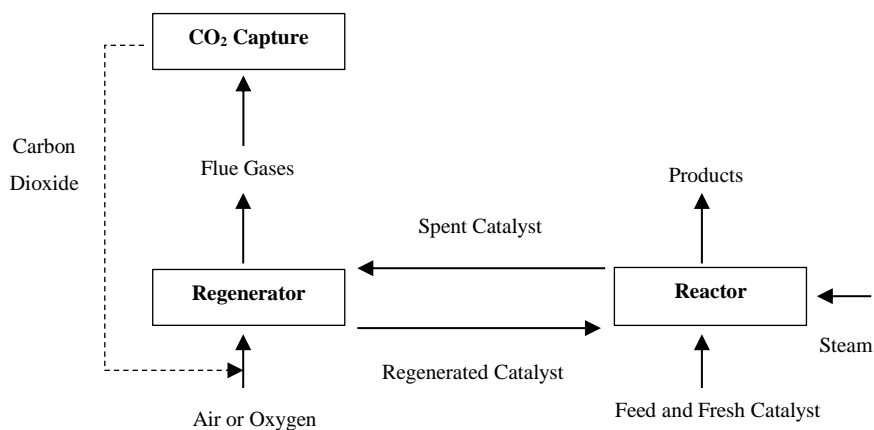 CO₂ Capture
Carbon
Dioxide
Flue Gases
Products
Spent Catalyst
Regenerator
Reactor
Steam
Regenerated Catalyst
Air or Oxygen
Feed and Fresh Catalyst